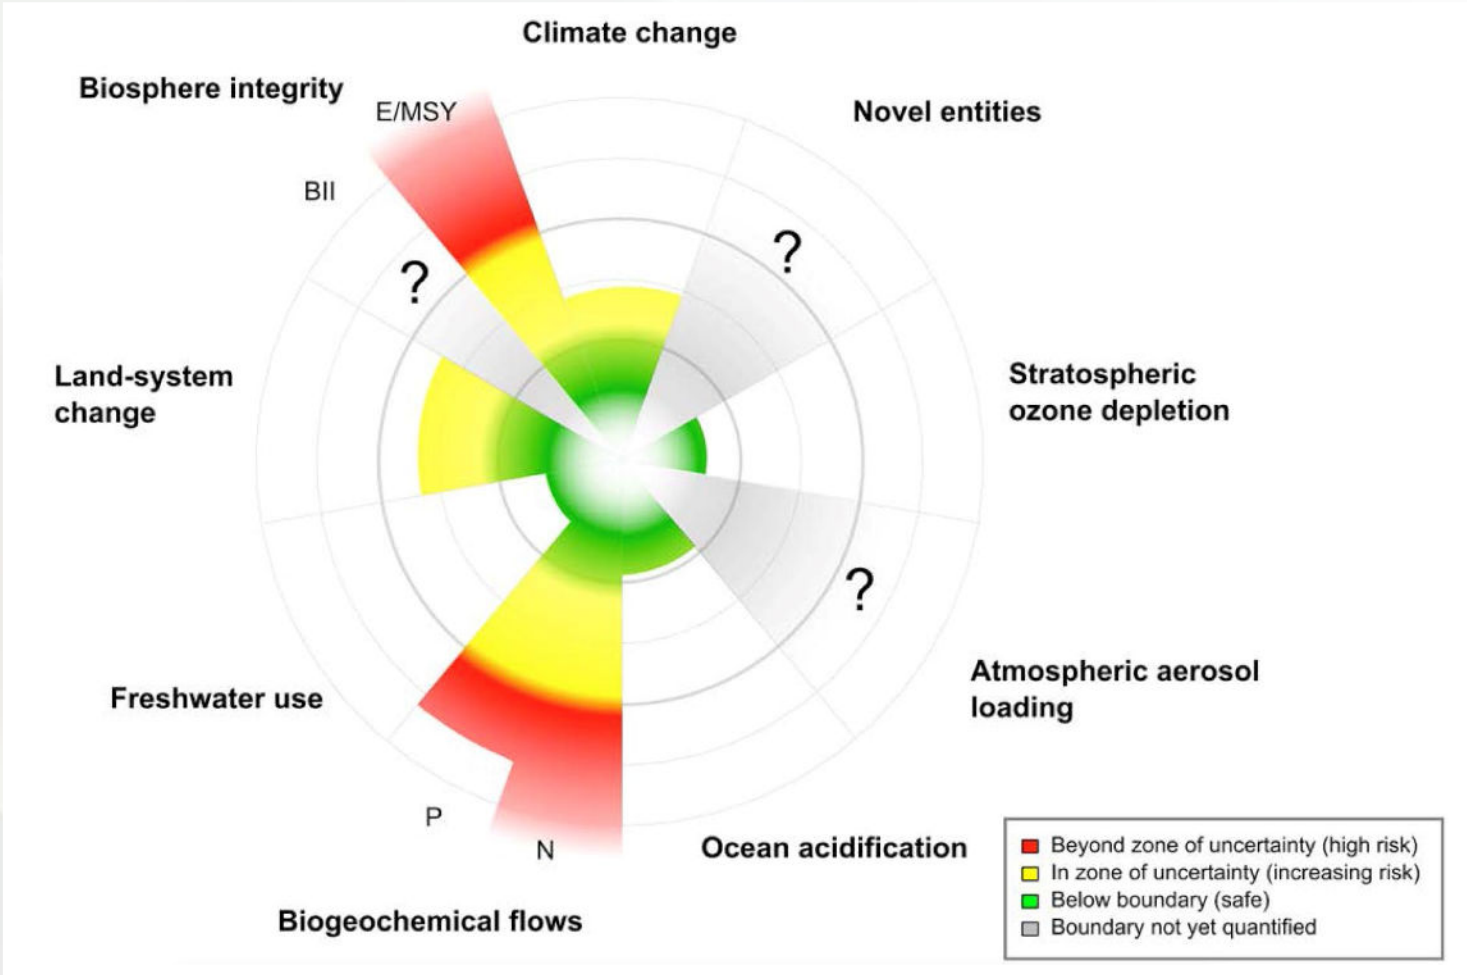 Climate change
Biosphere integrity
E/MSY
Novel entities
BII
?
?
Land-system
change
Stratospheric
ozone depletion
?
Atmospheric aerosol
loading
Freshwater use
P
N
Ocean acidification
Biogeochemical flows
Beyond zone of uncertainty (high risk)
In zone of uncertainty (increasing risk)
Below boundary (safe)
Boundary not yet quantified